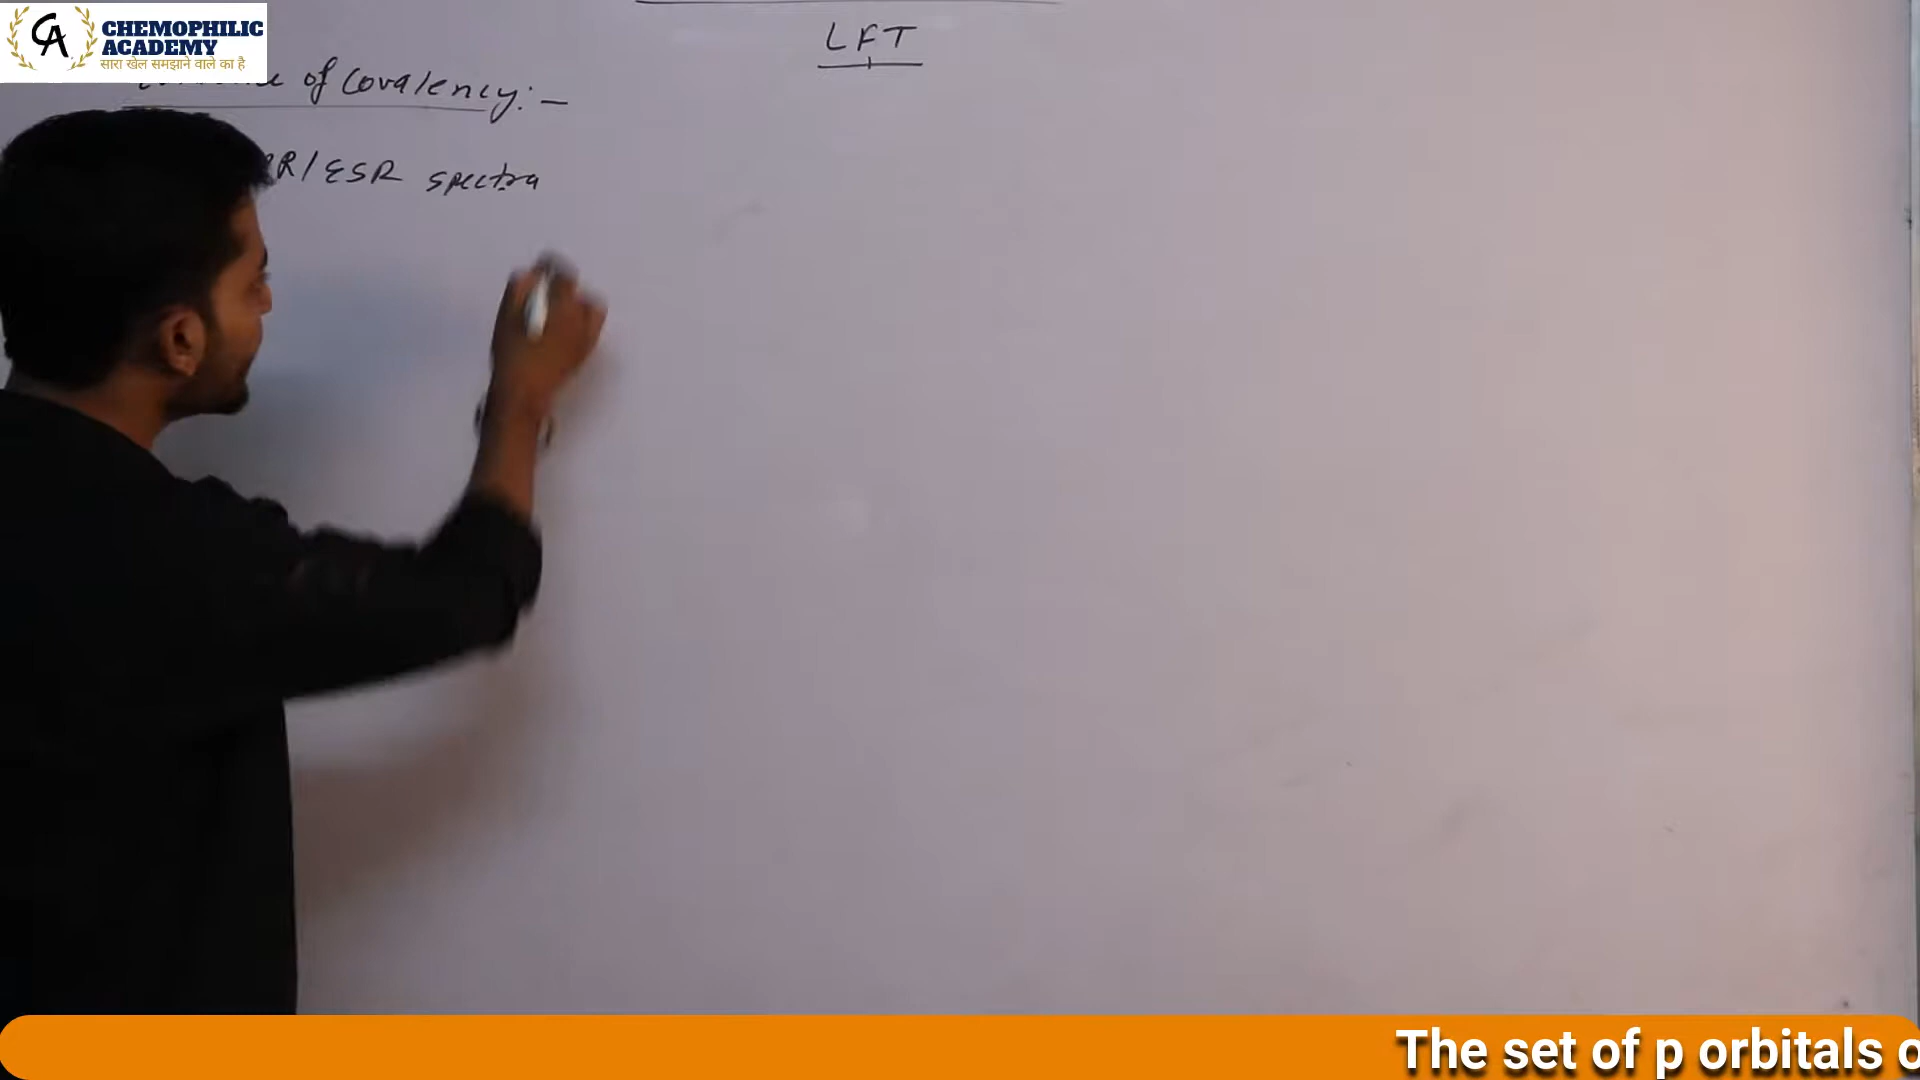 CA CHEMOPHILIC
ACADEMY
सारा खेल समझाने वाले का है
LFT
of Covalency:-
R/ESR spectra
The set of p orbitals o